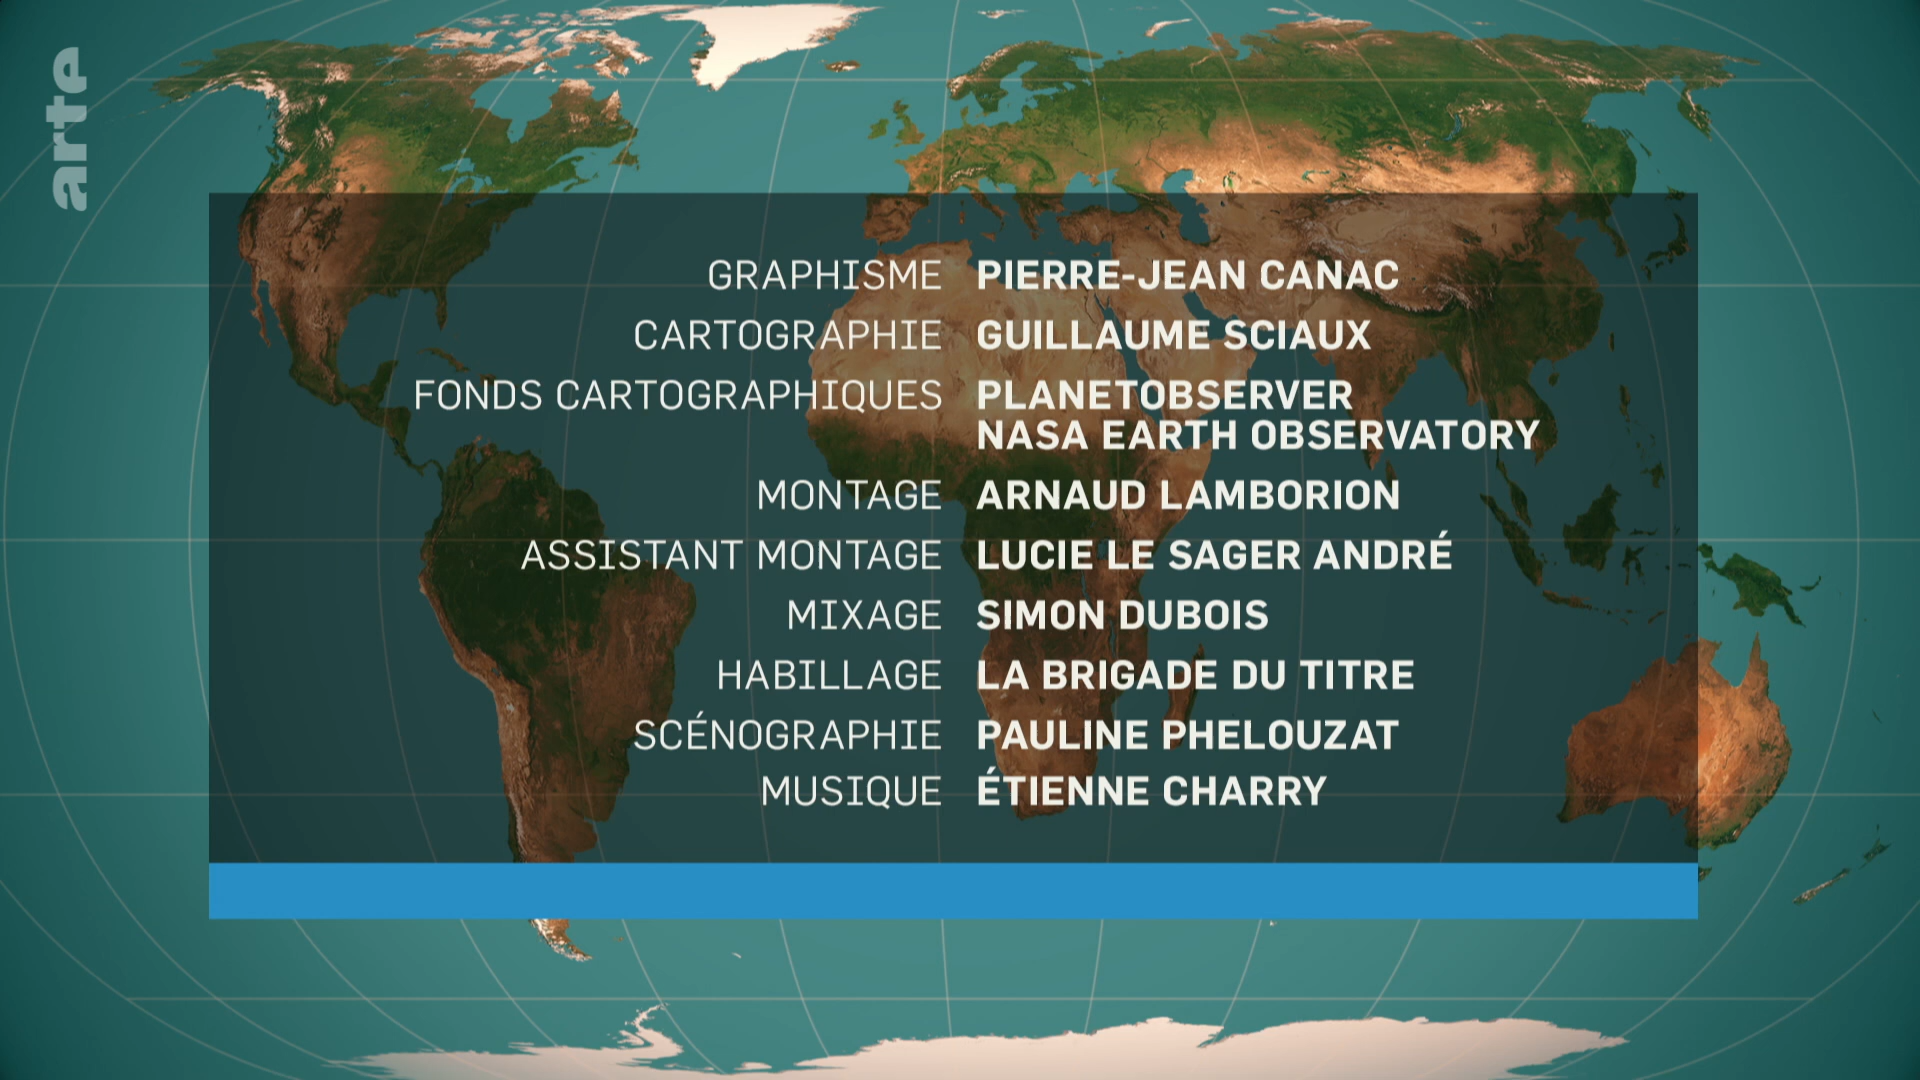 arte
GRAPHISME PIERRE-JEAN CANAC
CARTOGRAPHIE GUILLAUME SCIAUX
FONDS CARTOGRAPHIQUES PLANETOBSERVER
NASA EARTH OBSERVATORY
MONTAGE ARNAUD LAMBORION
ASSISTANT MONTAGE LUCIE LE SAGER ANDRÉ
MIXAGE SIMON DUBOIS
HABILLAGE LA BRIGADE DU TITRE
SCÉNOGRAPHIE PAULINE PHELOUZAT
MUSIQUE ÉTIENNE CHARRY